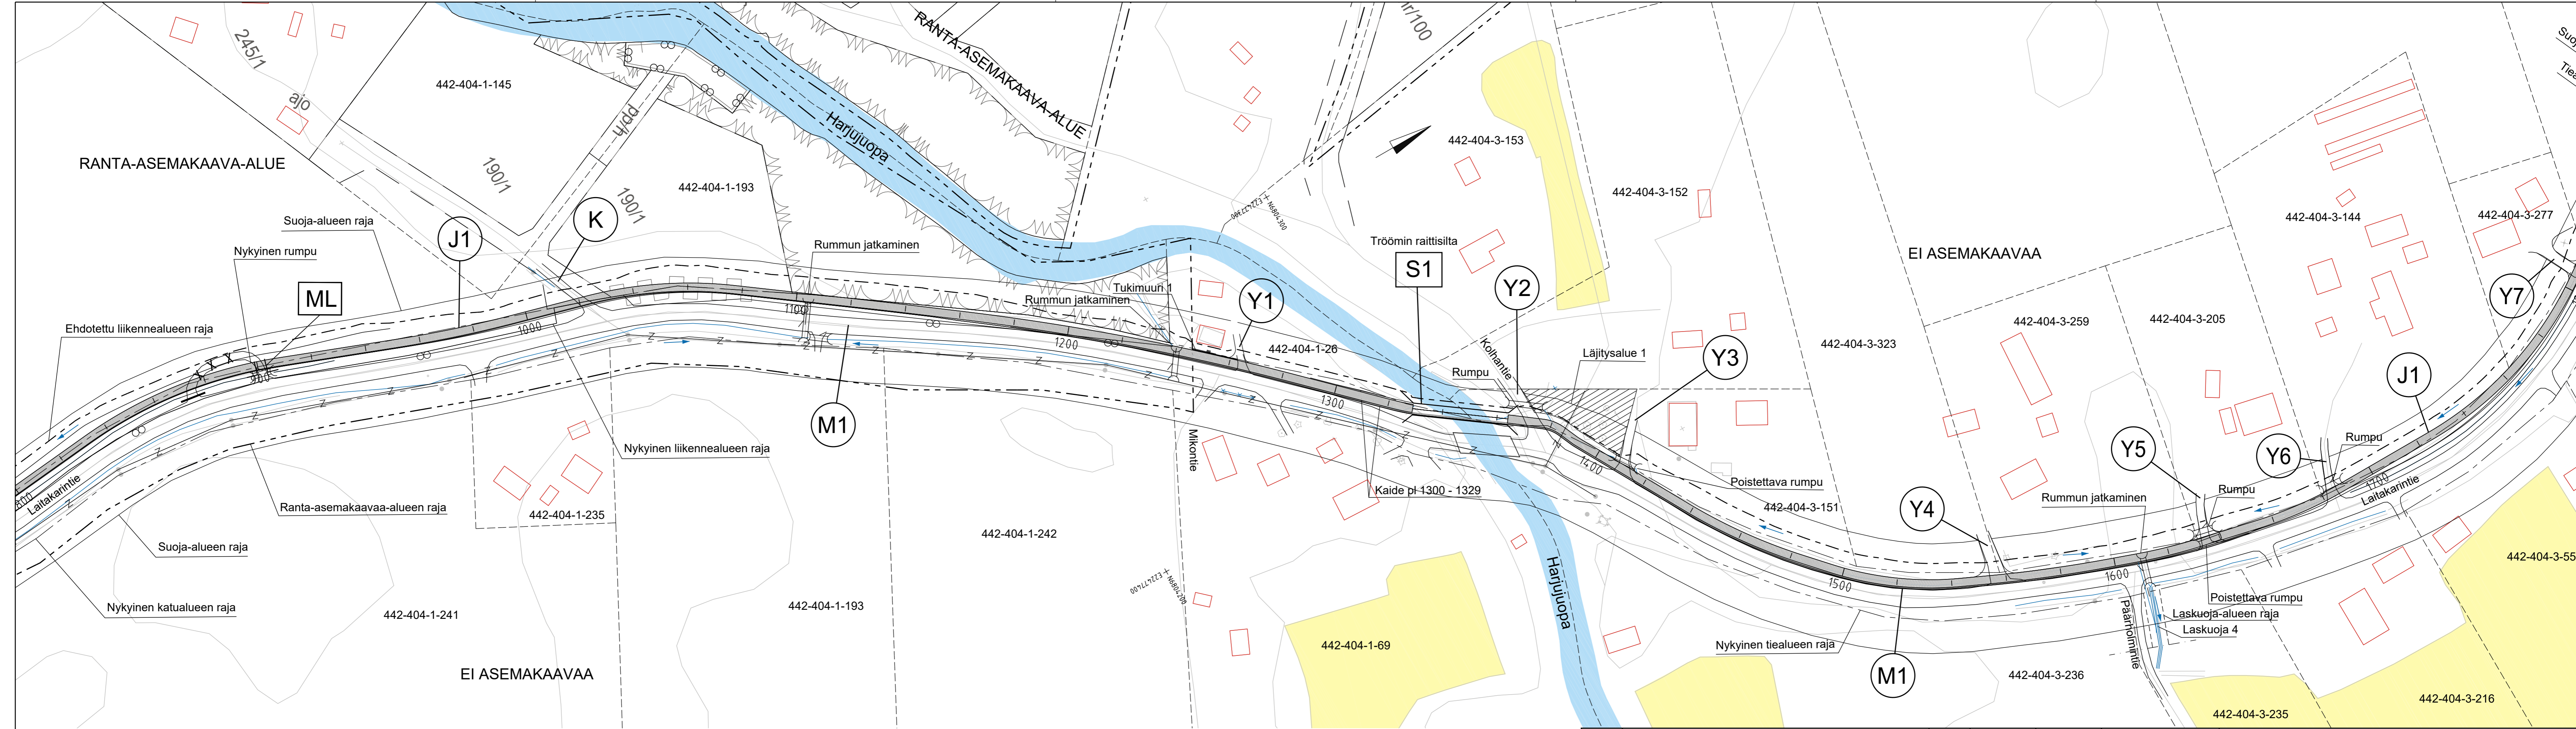 RANTA-ASEMAKAAVA-ALUE
245/1
ajo
442-404-1-145
pp/h
190/1
190/1
442-404-1-193
Harjujuopa
RANTA-ASEMAKAAVA-ALUE
Suoja-alueen raja
Nykyinen rumpu
ML
J1
K
Ehdotettu liikennealueen raja
Rummun jatkaminen
Tukimuuri 1
Rummun jatkaminen
Y1
442-404-1-26
N6804300
E22477300
Tröömin raittisilta
S1
Y2
Kolhantie
Rumpu
Läjitysalue 1
Y3
442-404-3-153
442-404-3-152
EI ASEMAKAAVAA
442-404-3-323
442-404-3-259
442-404-3-205
442-404-3-144
442-404-3-277
Y7
J1
Y6
Rumpu
Y5
Rumpu
Rummun jatkaminen
Y4
Poistettava rumpu
442-404-3-151
900
1000
1100
1200
1300
1400
1500
1600
1700
Laitakarintie
Laitakarintie
M1
Nykyinen liikennealueen raja
Ranta-asemakaavaa-alueen raja
Suoja-alueen raja
Nykyinen katualueen raja
442-404-1-235
442-404-1-241
EI ASEMAKAAVAA
442-404-1-193
442-404-1-242
Mikontie
N6804200
E22477400
Kaide pl 1300 - 1329
442-404-1-69
Harjujuopa
Nykyinen tiealueen raja
M1
442-404-3-236
Päärholmintie
Poistettava rumpu
Laskuoja-alueen raja
Laskuoja 4
442-404-3-235
442-404-3-216
442-404-3-55